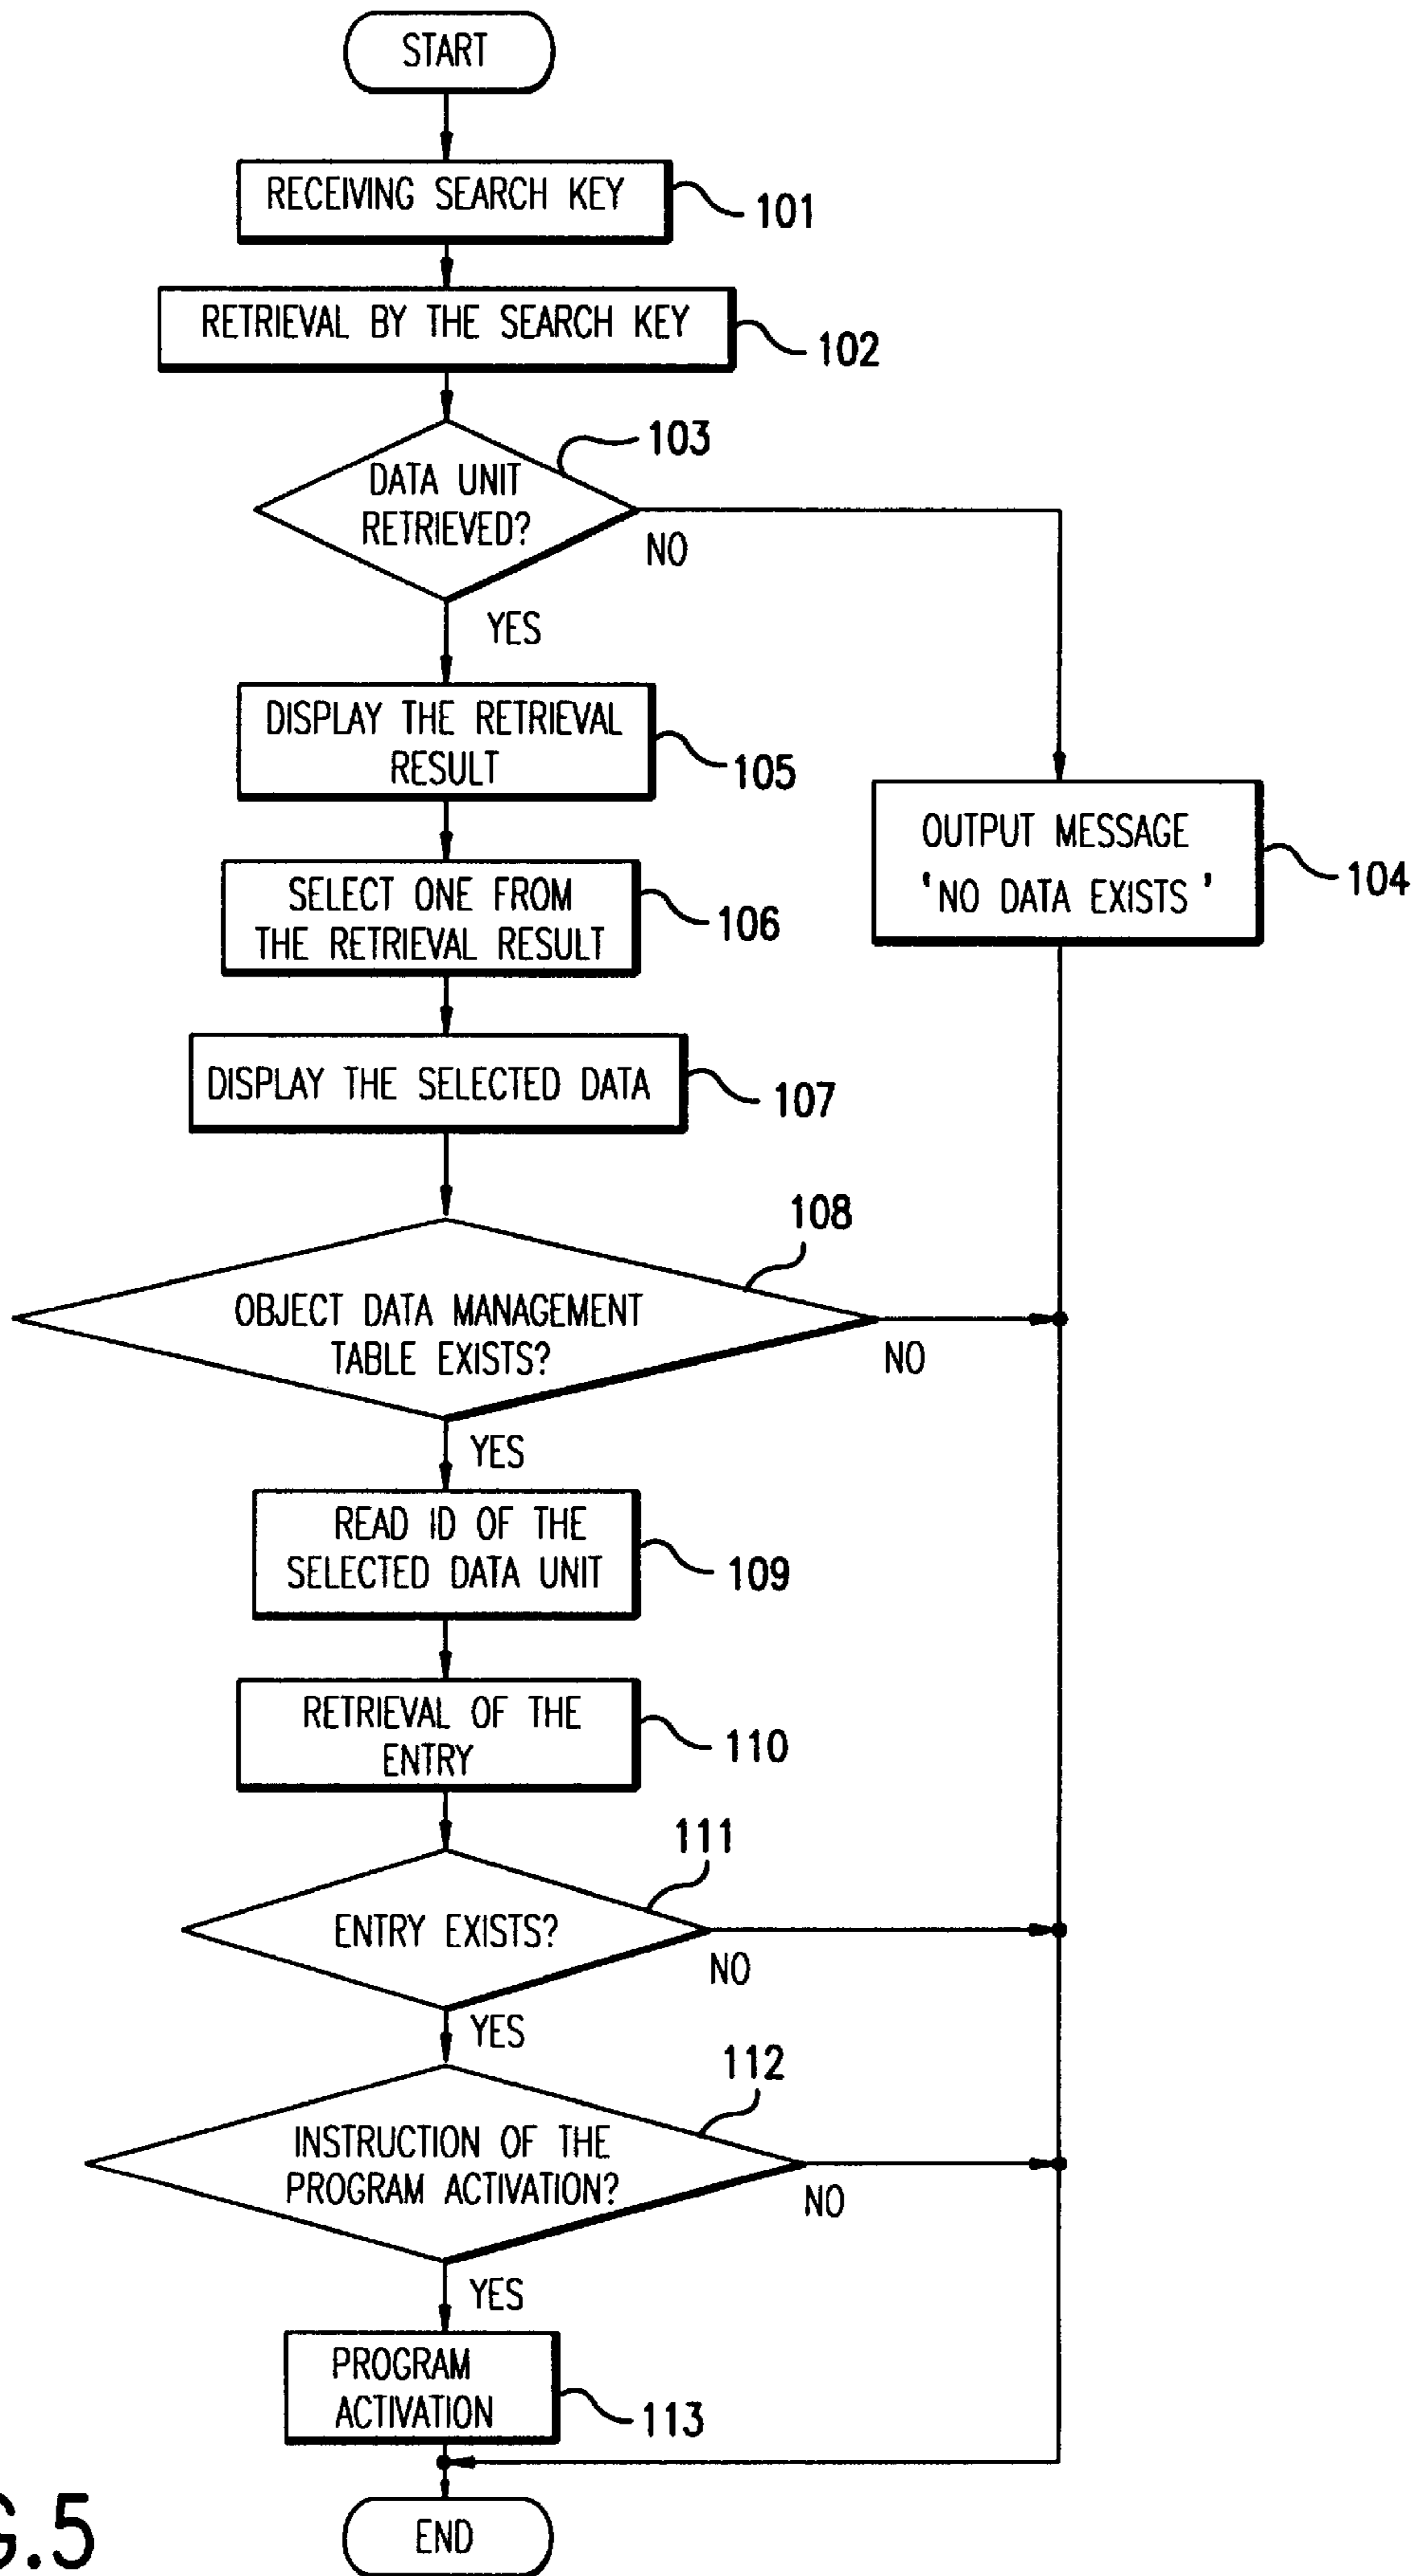 START
RECEIVING SEARCH KEY
101
RETRIEVAL BY THE SEARCH KEY
102
103
DATA UNIT
RETRIEVED?
NO
YES
DISPLAY THE RETRIEVAL
RESULT
105
OUTPUT MESSAGE
'NO DATA EXISTS'
104
SELECT ONE FROM
THE RETRIEVAL RESULT
106
DISPLAY THE SELECTED DATA
107
108
OBJECT DATA MANAGEMENT
TABLE EXISTS?
NO
YES
READ ID OF THE
SELECTED DATA UNIT
109
RETRIEVAL OF THE
ENTRY
110
111
ENTRY EXISTS?
NO
YES
112
INSTRUCTION OF THE
PROGRAM ACTIVATION?
NO
YES
PROGRAM
ACTIVATION
113
END
G.5